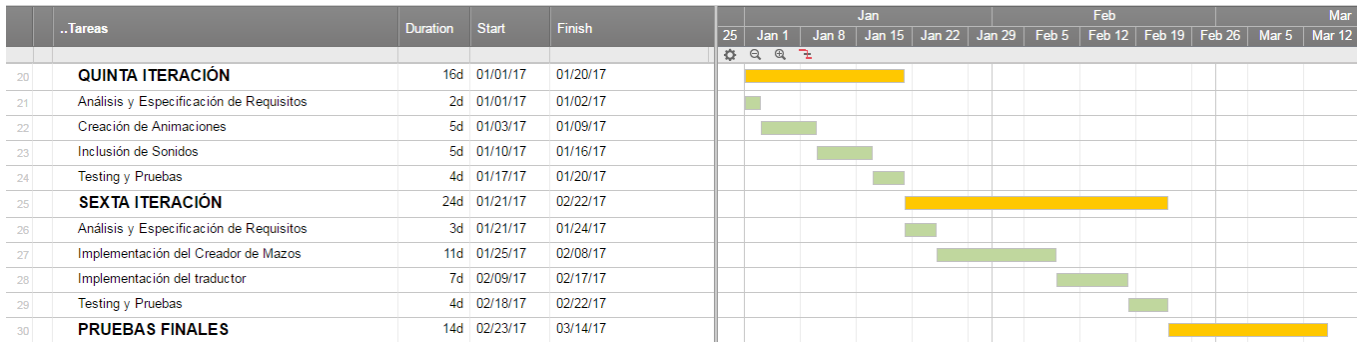 Jan Feb Mar
..Tareas Duration Start Finish 25 Jan 1 Jan 8 Jan 15 Jan 22 Jan 29 Feb 5 Feb 12 Feb 19 Feb 26 Mar 5 Mar 12
20 QUINTA ITERACIÓN 16d 01/01/17 01/20/17
21 Análisis y Especificación de Requisitos 2d 01/01/17 01/02/17
22 Creación de Animaciones 5d 01/03/17 01/09/17
23 Inclusión de Sonidos 5d 01/10/17 01/16/17
24 Testing y Pruebas 4d 01/17/17 01/20/17
25 SEXTA ITERACIÓN 24d 01/21/17 02/22/17
26 Análisis y Especificación de Requisitos 3d 01/21/17 01/24/17
27 Implementación del Creador de Mazos 11d 01/25/17 02/08/17
28 Implementación del traductor 7d 02/09/17 02/17/17
29 Testing y Pruebas 4d 02/18/17 02/22/17
30 PRUEBAS FINALES 14d 02/23/17 03/14/17